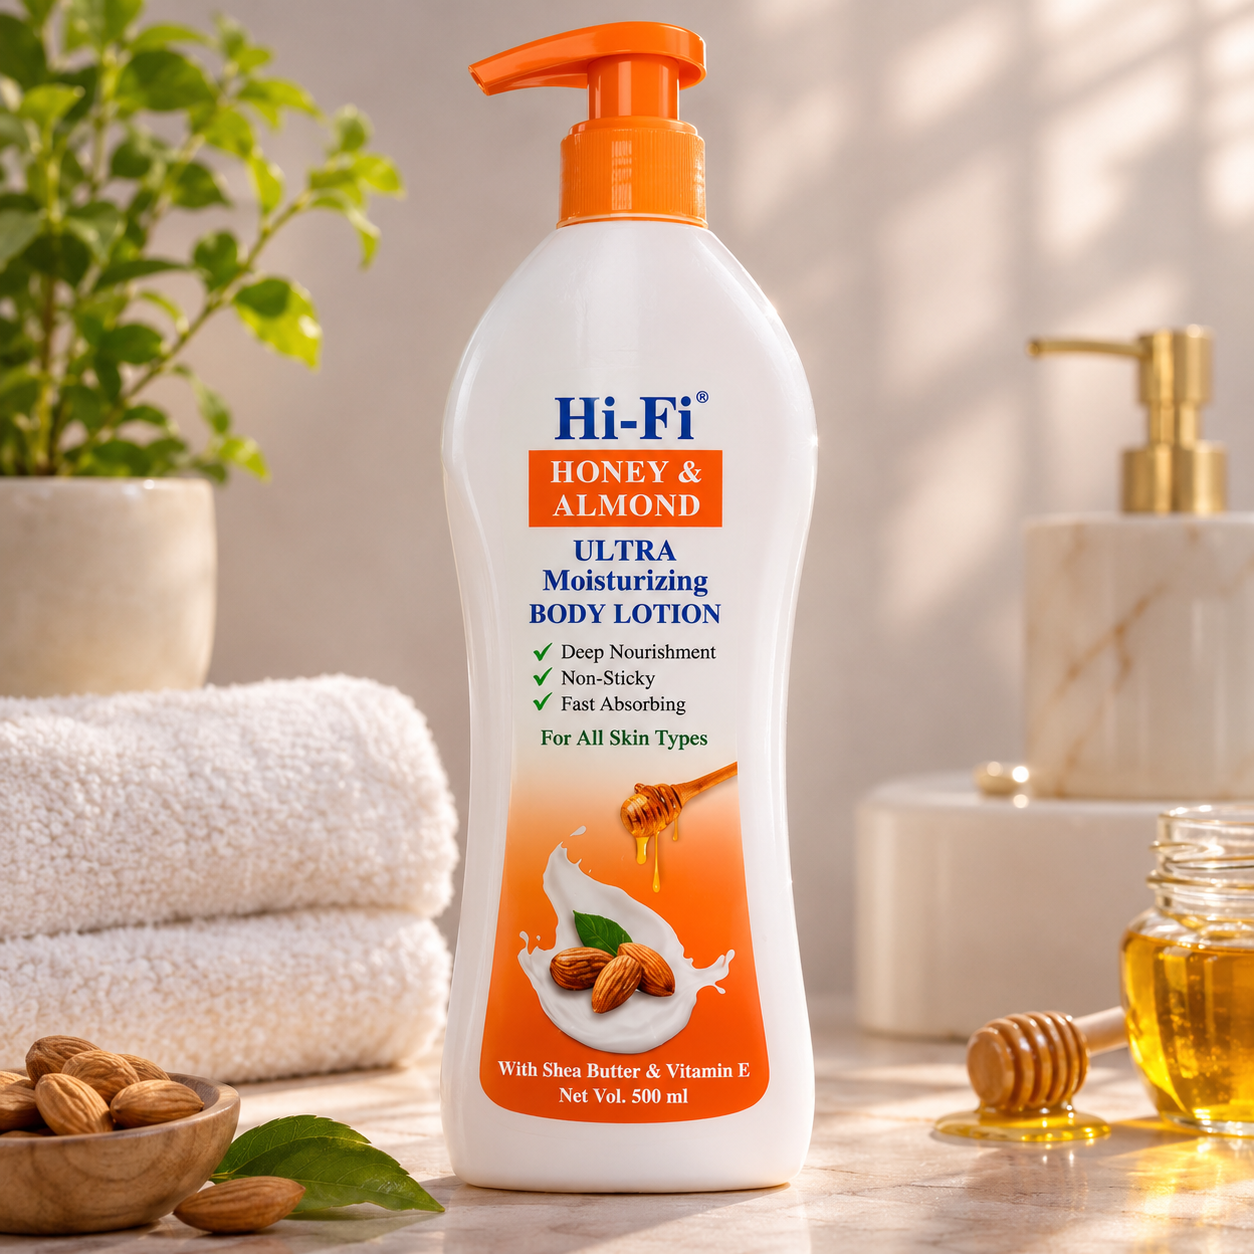 Hi-Fi®
HONEY &
ALMOND
ULTRA
Moisturizing
BODY LOTION
✓ Deep Nourishment
✓ Non-Sticky
✓ Fast Absorbing
For All Skin Types
With Shea Butter & Vitamin E
Net Vol. 500 ml